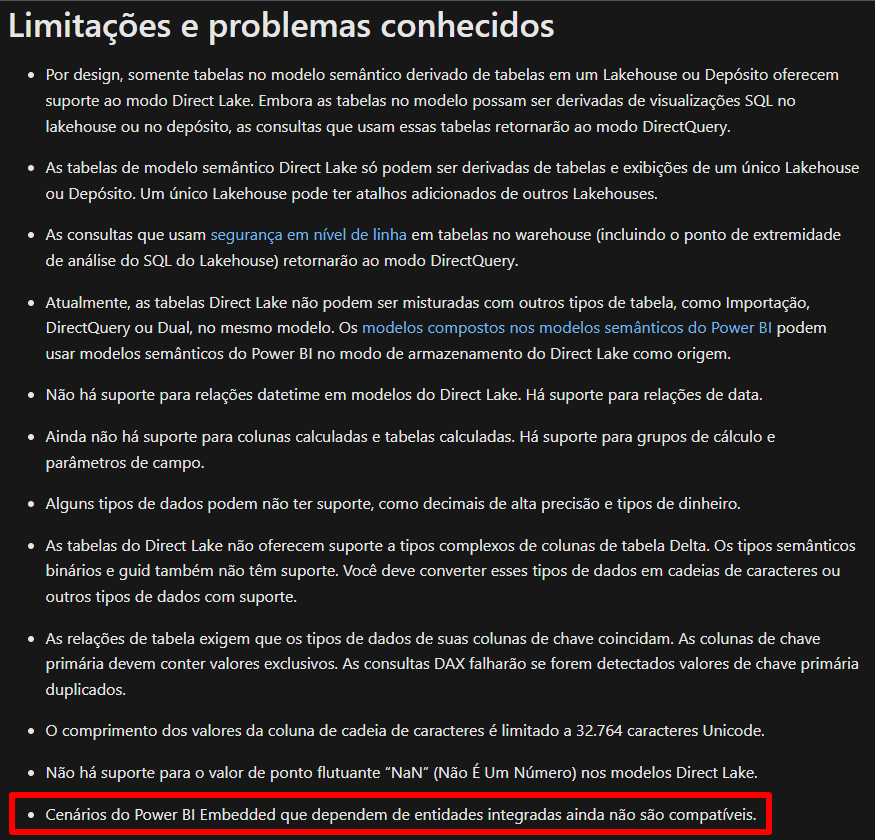 Limitações e problemas conhecidos
• Por design, somente tabelas no modelo semântico derivado de tabelas em um Lakehouse ou Depósito oferecem
suporte ao modo Direct Lake. Embora as tabelas no modelo possam ser derivadas de visualizações SQL no
lakehouse ou no depósito, as consultas que usam essas tabelas retornarão ao modo DirectQuery.
• As tabelas de modelo semântico Direct Lake só podem ser derivadas de tabelas e exibições de um único Lakehouse
ou Depósito. Um único Lakehouse pode ter atalhos adicionados de outros Lakehouses.
• As consultas que usam segurança em nível de linha em tabelas no warehouse (incluindo o ponto de extremidade
de análise do SQL do Lakehouse) retornarão ao modo DirectQuery.
• Atualmente, as tabelas Direct Lake não podem ser misturadas com outros tipos de tabela, como Importação,
DirectQuery ou Dual, no mesmo modelo. Os modelos compostos nos modelos semânticos do Power BI podem
usar modelos semânticos do Power BI no modo de armazenamento do Direct Lake como origem.
• Não há suporte para relações datetime em modelos do Direct Lake. Há suporte para relações de data.
• Ainda não há suporte para colunas calculadas e tabelas calculadas. Há suporte para grupos de cálculo e
parâmetros de campo.
• Alguns tipos de dados podem não ter suporte, como decimais de alta precisão e tipos de dinheiro.
• As tabelas do Direct Lake não oferecem suporte a tipos complexos de colunas de tabela Delta. Os tipos semânticos
binários e guid também não têm suporte. Você deve converter esses tipos de dados em cadeias de caracteres ou
outros tipos de dados com suporte.
• As relações de tabela exigem que os tipos de dados de suas colunas de chave coincidam. As colunas de chave
primária devem conter valores exclusivos. As consultas DAX falharão se forem detectados valores de chave primária
duplicados.
• O comprimento dos valores da coluna de cadeia de caracteres é limitado a 32.764 caracteres Unicode.
• Não há suporte para o valor de ponto flutuante “NaN” (Não É Um Número) nos modelos Direct Lake.
• Cenários do Power BI Embedded que dependem de entidades integradas ainda não são compatíveis.